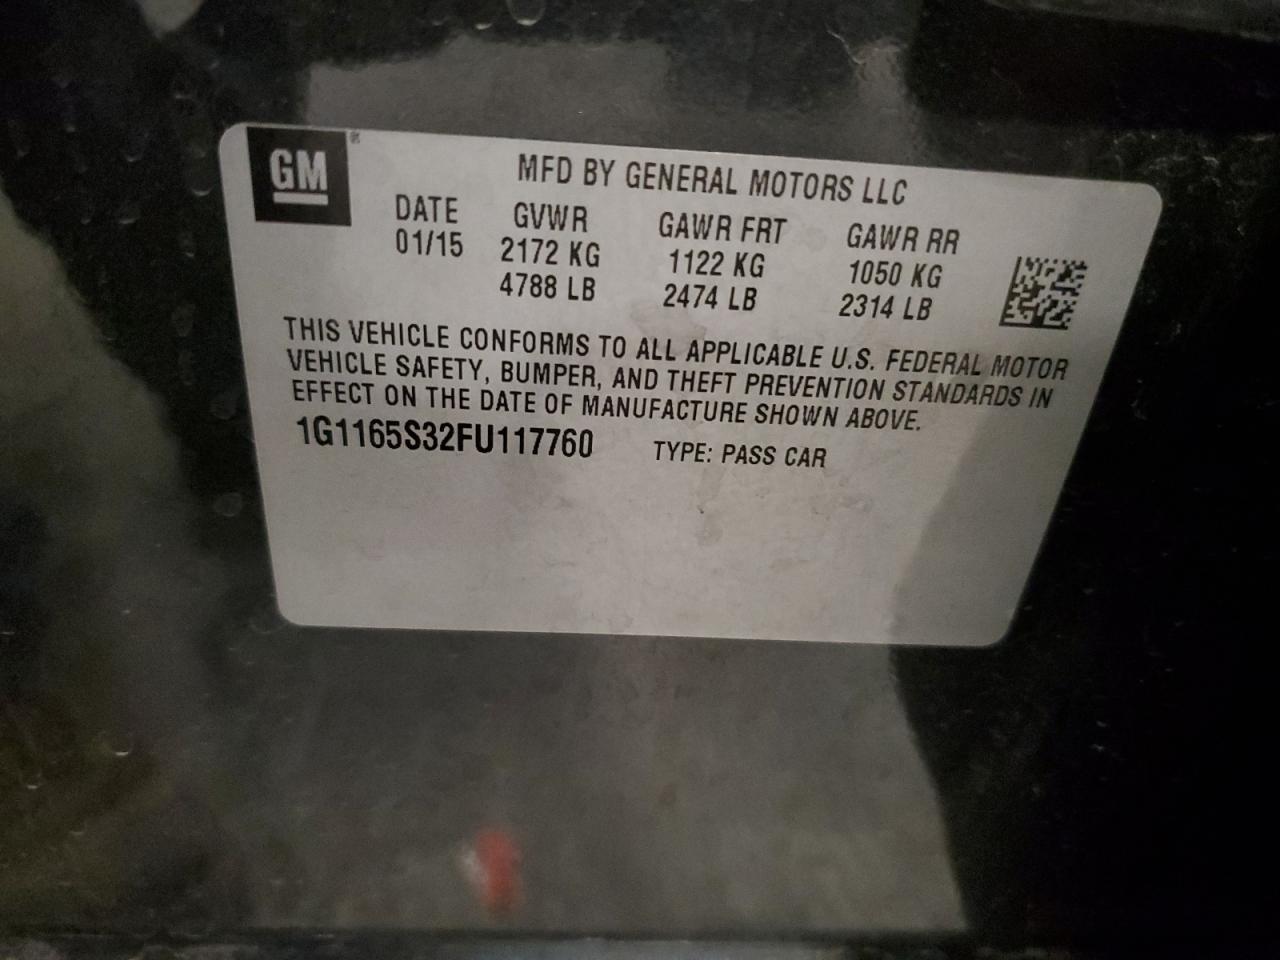 GM ®
MFD BY GENERAL MOTORS LLC
DATE GVWR GAWR FRT GAWR RR
01/15 2172 KG 1122 KG 1050 KG
4788 LB 2474 LB 2314 LB
THIS VEHICLE CONFORMS TO ALL APPLICABLE U.S. FEDERAL MOTOR
VEHICLE SAFETY, BUMPER, AND THEFT PREVENTION STANDARDS IN
EFFECT ON THE DATE OF MANUFACTURE SHOWN ABOVE.
1G1165S32FU117760 TYPE: PASS CAR